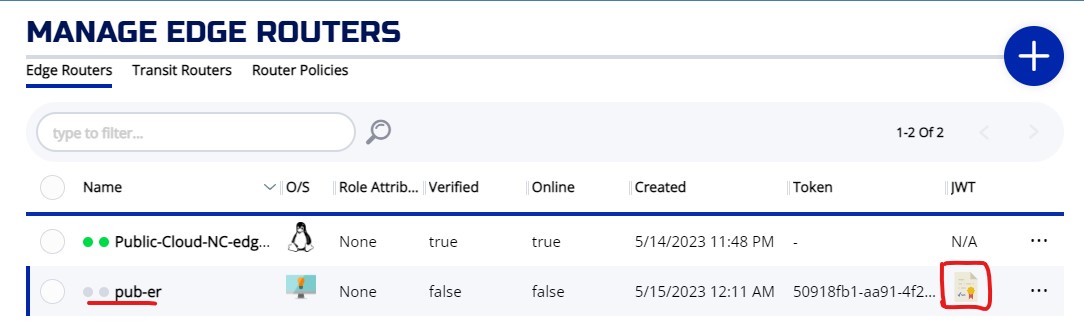 MANAGE EDGE ROUTERS
Edge Routers Transit Routers Router Policies
type to filter... 1-2 Of 2
Name O/S Role Attrib... Verified Online Created Token JWT
Public-Cloud-NC-edg... None true true 5/14/2023 11:48 PM - N/A ...
pub-er None false false 5/15/2023 12:11 AM 50918fb1-aa91-4f2... ...